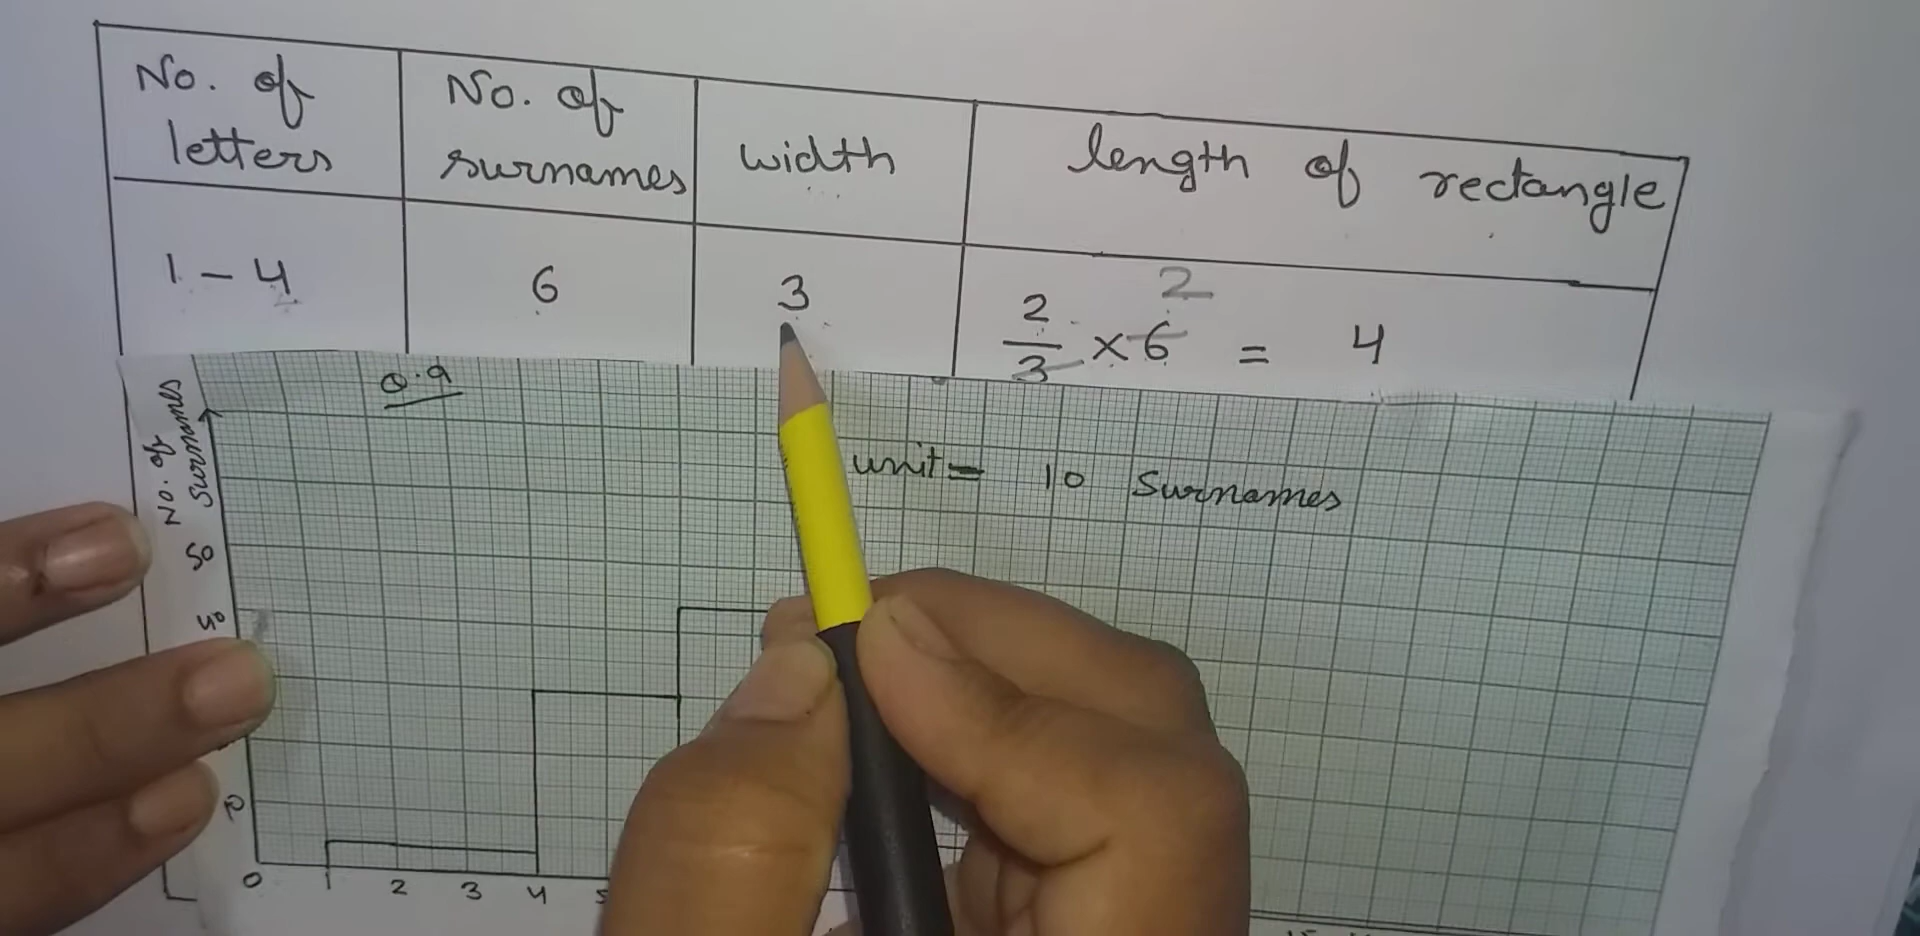 No. of letters
No. of surnames
width
length of rectangle
1 - 4
6
3
2/3 × 6 2 = 4
Q.9
No. of Surnames
unit = 10 Surnames
50
40
0
1
2
3
4
5